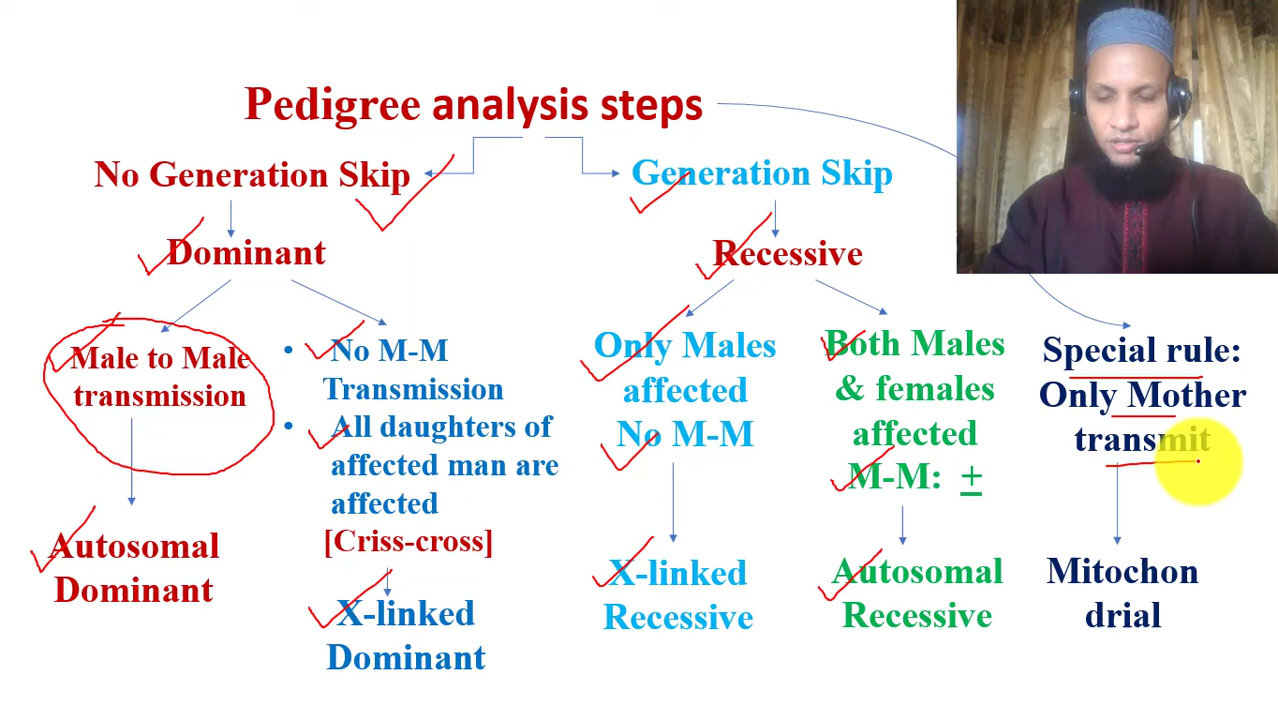 Pedigree analysis steps
No Generation Skip
Generation Skip
Dominant
Recessive
Male to Male
transmission
• No M-M
Transmission
• All daughters of
affected man are
affected
[Criss-cross]
Only Males
affected
No M-M
Both Males
& females
affected
M-M: +
Special rule:
Only Mother
transmit
Autosomal
Dominant
X-linked
Dominant
X-linked
Recessive
Autosomal
Recessive
Mitochon
drial